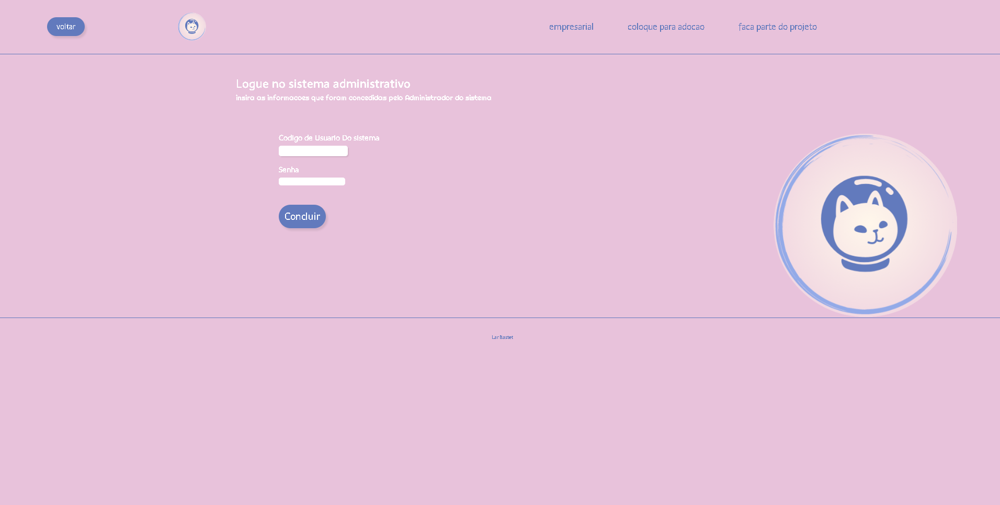 voltar
empresarial
coloque para adocao
faca parte do projeto
Logue no sistema administrativo
insira as informacoes que foram concedidas pelo Administrador do sistema
Codigo de Usuario Do sistema
Senha
Concluir
Lar Bastet